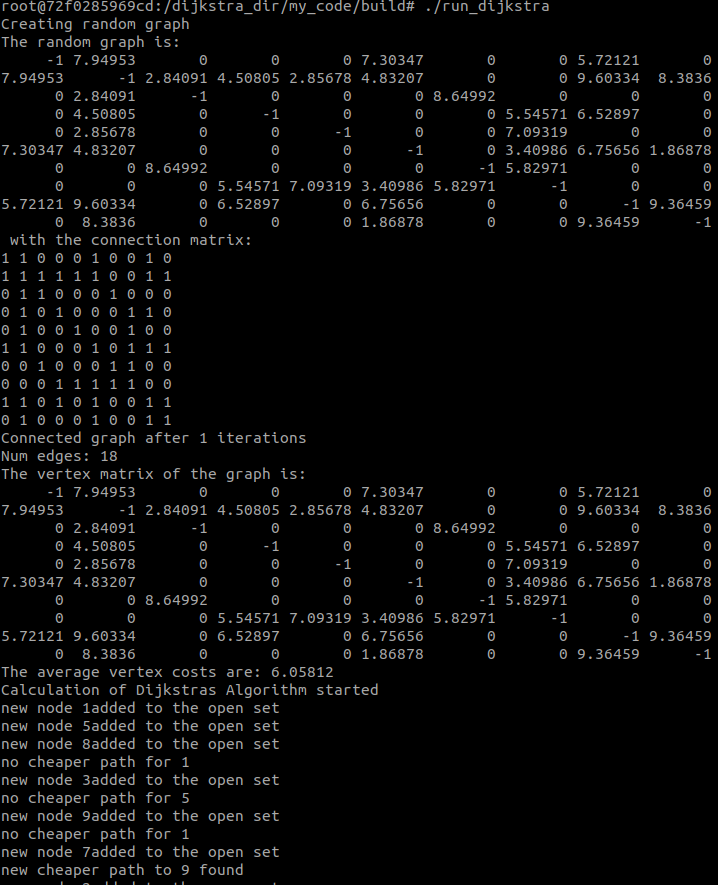 root@72f0285969cd:/dijkstra_dir/my_code/build# ./run_dijkstra
Creating random graph
The random graph is:
-1 7.94953 0 0 0 7.30347 0 0 5.72121 0
7.94953 -1 2.84091 4.50805 2.85678 4.83207 0 0 9.60334 8.3836
0 2.84091 -1 0 0 0 8.64992 0 0 0
0 4.50805 0 -1 0 0 0 5.54571 6.52897 0
0 2.85678 0 0 -1 0 0 7.09319 0 0
7.30347 4.83207 0 0 0 -1 0 3.40986 6.75656 1.86878
0 0 8.64992 0 0 0 -1 5.82971 0 0
0 0 0 5.54571 7.09319 3.40986 5.82971 -1 0 0
5.72121 9.60334 0 6.52897 0 6.75656 0 0 -1 9.36459
0 8.3836 0 0 0 1.86878 0 0 9.36459 -1
with the connection matrix:
1 1 0 0 0 1 0 0 1 0
1 1 1 1 1 1 0 0 1 1
0 1 1 0 0 0 1 0 0 0
0 1 0 1 0 0 0 1 1 0
0 1 0 0 1 0 0 1 0 0
1 1 0 0 0 1 0 1 1 1
0 0 1 0 0 0 1 1 0 0
0 0 0 1 1 1 1 1 0 0
1 1 0 1 0 1 0 0 1 1
0 1 0 0 0 1 0 0 1 1
Connected graph after 1 iterations
Num edges: 18
The vertex matrix of the graph is:
-1 7.94953 0 0 0 7.30347 0 0 5.72121 0
7.94953 -1 2.84091 4.50805 2.85678 4.83207 0 0 9.60334 8.3836
0 2.84091 -1 0 0 0 8.64992 0 0 0
0 4.50805 0 -1 0 0 0 5.54571 6.52897 0
0 2.85678 0 0 -1 0 0 7.09319 0 0
7.30347 4.83207 0 0 0 -1 0 3.40986 6.75656 1.86878
0 0 8.64992 0 0 0 -1 5.82971 0 0
0 0 0 5.54571 7.09319 3.40986 5.82971 -1 0 0
5.72121 9.60334 0 6.52897 0 6.75656 0 0 -1 9.36459
0 8.3836 0 0 0 1.86878 0 0 9.36459 -1
The average vertex costs are: 6.05812
Calculation of Dijkstras Algorithm started
new node 1added to the open set
new node 5added to the open set
new node 8added to the open set
no cheaper path for 1
new node 3added to the open set
no cheaper path for 5
new node 9added to the open set
no cheaper path for 1
new node 7added to the open set
new cheaper path to 9 found